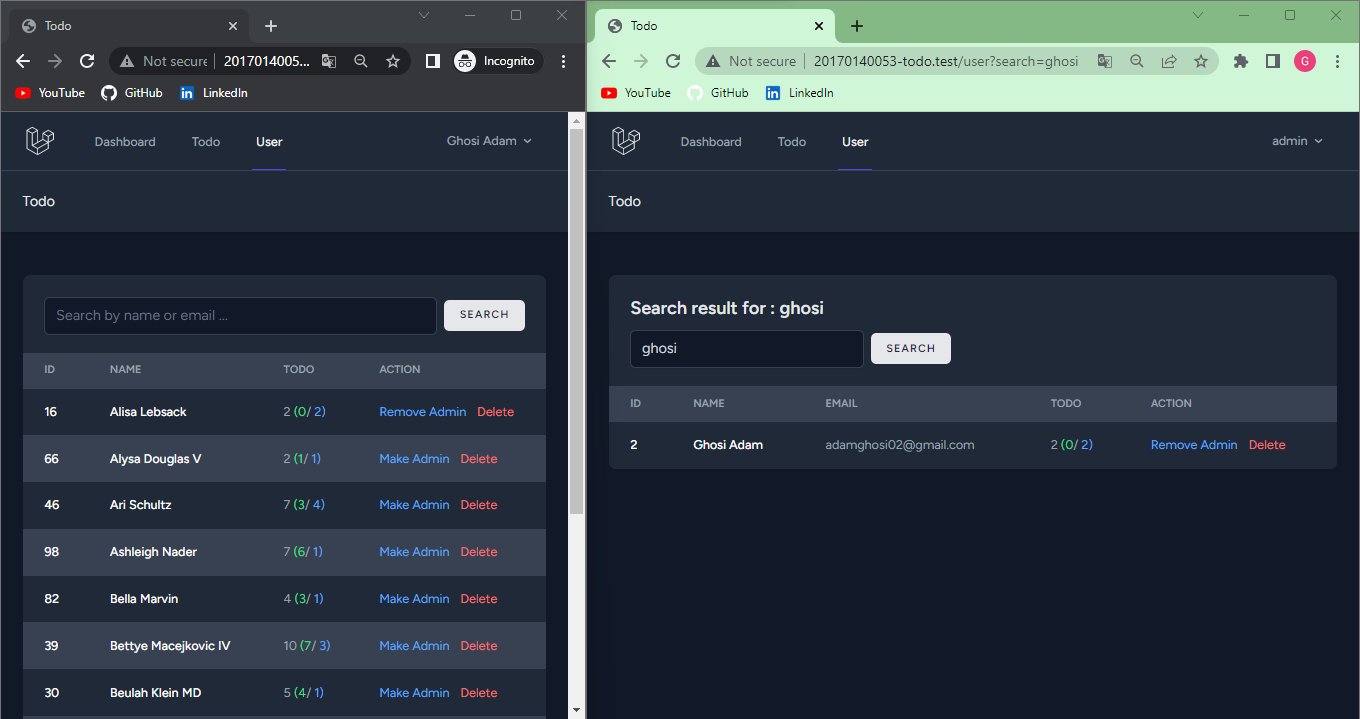 Todo
Not secure 2017014005... Incognito
YouTube GitHub LinkedIn
Dashboard Todo User Ghosi Adam
Todo
Search by name or email ... SEARCH
ID NAME TODO ACTION
16 Alisa Lebsack 2 (0/ 2) Remove Admin Delete
66 Alysa Douglas V 2 (1/ 1) Make Admin Delete
46 Ari Schultz 7 (3/ 4) Make Admin Delete
98 Ashleigh Nader 7 (6/ 1) Make Admin Delete
82 Bella Marvin 4 (3/ 1) Make Admin Delete
39 Bettye Macejkovic IV 10 (7/ 3) Make Admin Delete
30 Beulah Klein MD 5 (4/ 1) Make Admin Delete
Todo
Not secure 20170140053-todo.test/user?search=ghosi G
YouTube GitHub LinkedIn
Dashboard Todo User admin
Todo
Search result for : ghosi
ghosi SEARCH
ID NAME EMAIL TODO ACTION
2 Ghosi Adam adamghosi02@gmail.com 2 (0/ 2) Remove Admin Delete